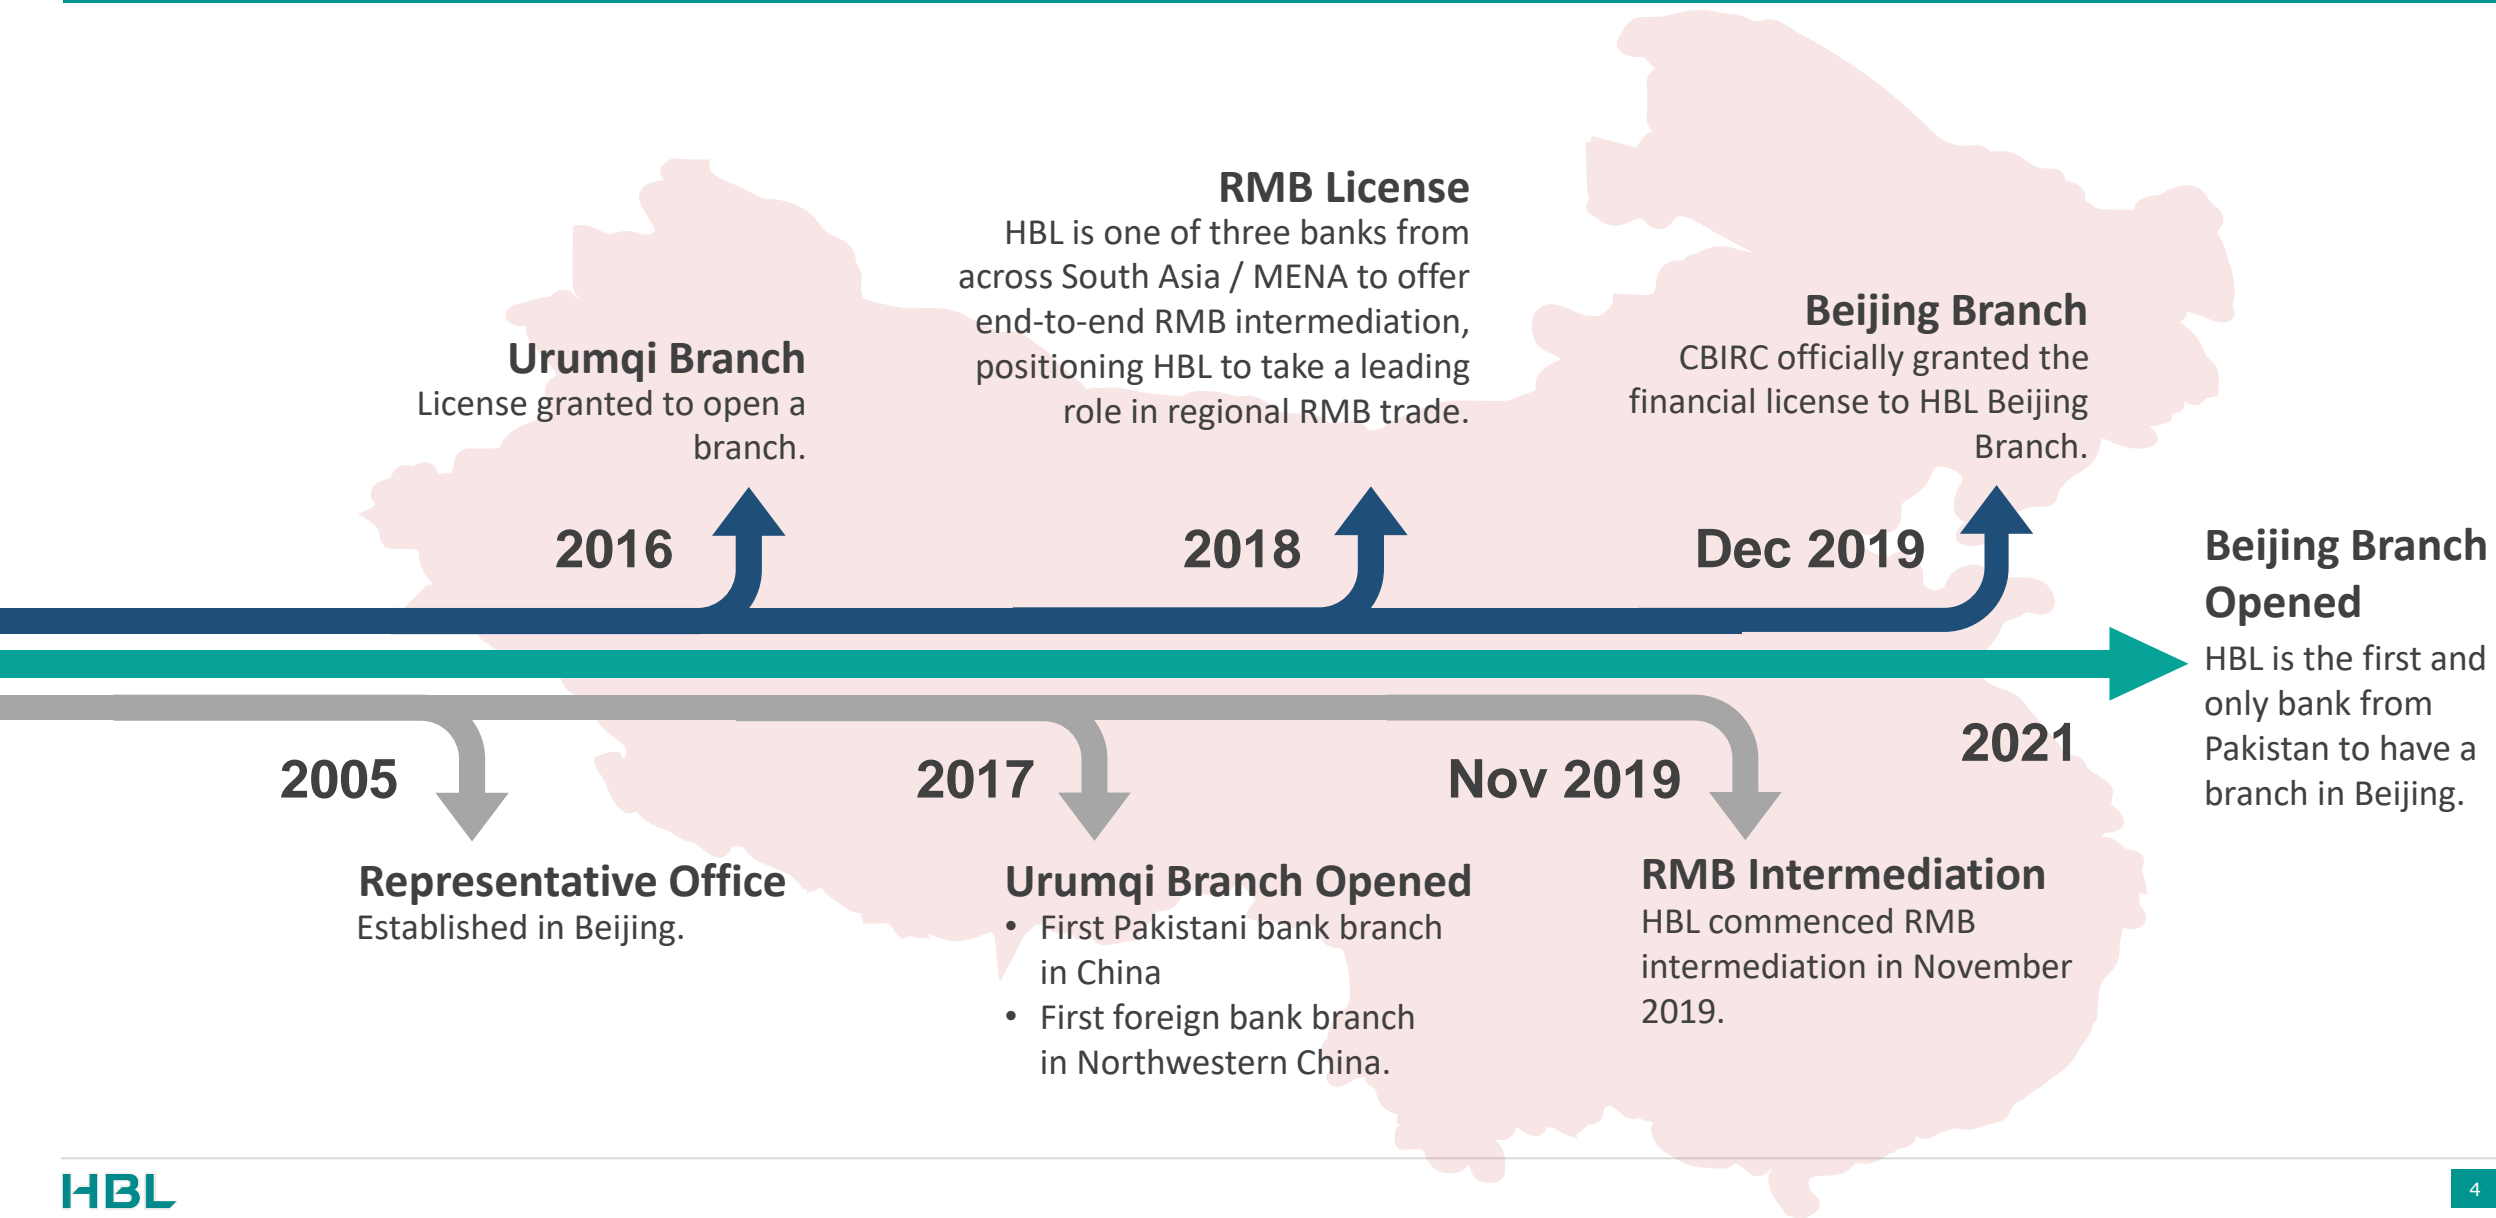 RMB License
HBL is one of three banks from
across South Asia / MENA to offer
end-to-end RMB intermediation,
positioning HBL to take a leading
role in regional RMB trade.
Urumqi Branch
License granted to open a
branch.
Beijing Branch
CBIRC officially granted the
financial license to HBL Beijing
Branch.
2016
2018
Dec 2019
Beijing Branch
Opened
HBL is the first and
only bank from
Pakistan to have a
branch in Beijing.
2021
2005
2017
Nov 2019
Representative Office
Established in Beijing.
Urumqi Branch Opened
• First Pakistani bank branch
in China
• First foreign bank branch
in Northwestern China.
RMB Intermediation
HBL commenced RMB
intermediation in November
2019.
HBL
4